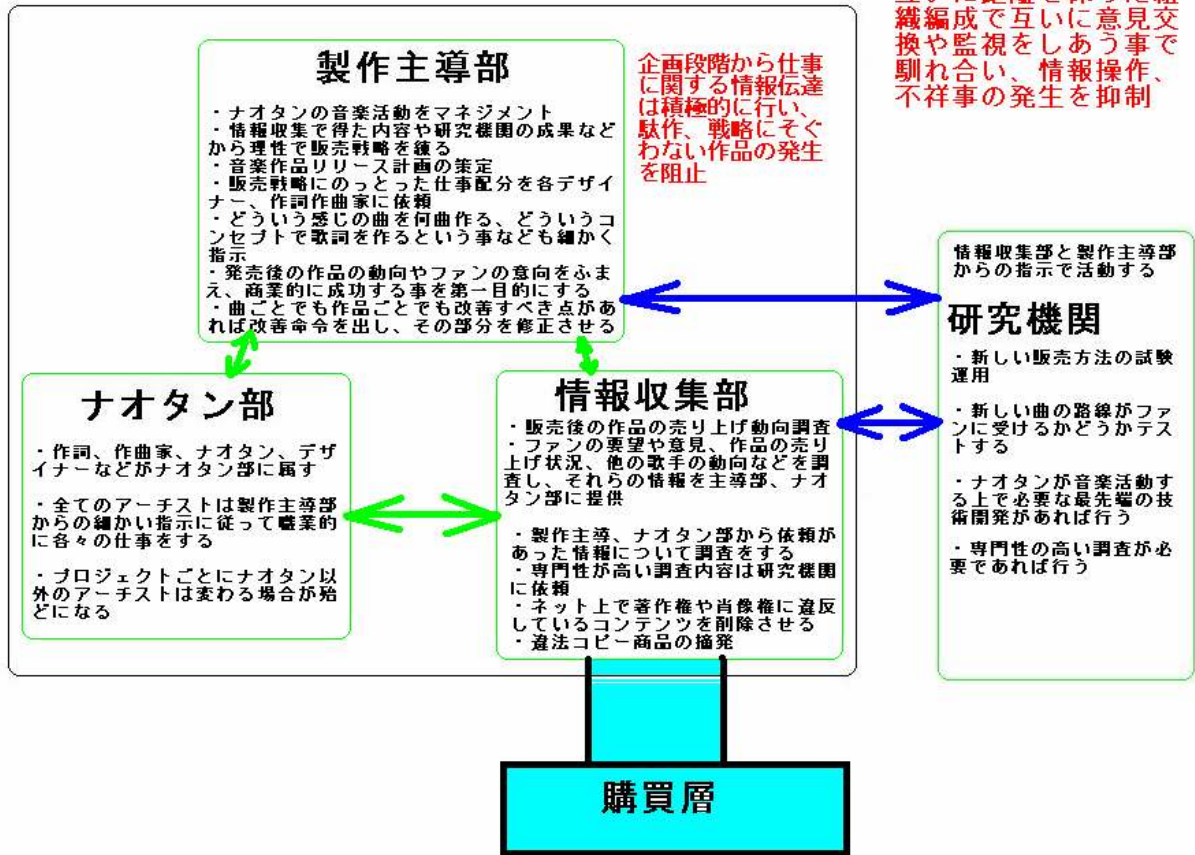 織編成で互いに意見交
換や監視をしあう事で
馴れ合い、情報操作、
不祥事の発生を抑制
製作主導部
・ナオタンの音楽活動をマネジメント
・情報収集で得た内容や研究機関の成果など
から理性で販売戦略を練る
・音楽作品リリース計画の策定
・販売戦略にのっとった仕事配分を各デザイ
ナー、作詞作曲家に依頼
・どういう感じの曲を何曲作る、どういうコ
ンセプトで歌詞を作るという事なども細かく
指示
・発売後の作品の動向やファンの意向をふま
え、商業的に成功する事を第一目的にする
・曲ごとでも作品ごとでも改善すべき点があ
れば改善命令を出し、その部分を修正させる
企画段階から仕事
に関する情報伝達
は積極的に行い、
駄作、戦略にそぐ
わない作品の発生
を阻止
情報収集部と製作主導部
からの指示で活動する
研究機関
・新しい販売方法の試験
運用
・新しい曲の路線がファ
ンに受けるかどうかテス
トする
・ナオタンが音楽活動す
る上で必要な最先端の技
術開発があれば行う
・専門性の高い調査が必
要であれば行う
ナオタン部
・作詞、作曲家、ナオタン、デザ
イナーなどがナオタン部に属す
・全てのアーチストは製作主導部
からの細かい指示に従って職業的
に各々の仕事をする
・プロジェクトごとにナオタン以
外のアーチストは変わる場合が殆
どになる
情報収集部
・販売後の作品の売り上げ動向調査
・ファンの要望や意見、作品の売り
上げ状況、他の歌手の動向などを調
査し、それらの情報を主導部、ナオ
タン部に提供
・製作主導、ナオタン部から依頼が
あった情報について調査をする
・専門性が高い調査内容は研究機関
に依頼
・ネット上で著作権や肖像権に違反
しているコンテンツを削除させる
・違法コピー商品の摘発
購買層